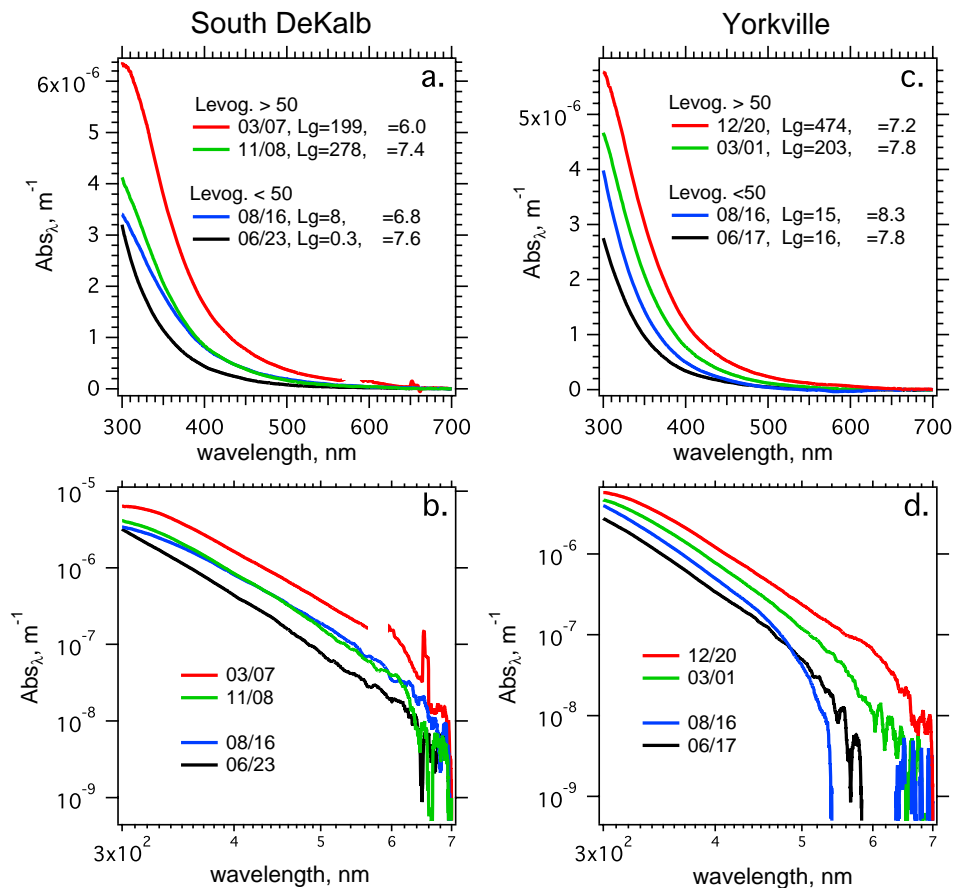 South DeKalb
Yorkville
a.
6x10⁻⁶
5
4
3
2
1
0
Absλ, m⁻¹
Levog. > 50
03/07, Lg=199, =6.0
11/08, Lg=278, =7.4
Levog. < 50
08/16, Lg=8, =6.8
06/23, Lg=0.3, =7.6
300 400 500 600 700
wavelength, nm
c.
5x10⁻⁶
4
3
2
1
0
Absλ, m⁻¹
Levog. > 50
12/20, Lg=474, =7.2
03/01, Lg=203, =7.8
Levog. <50
08/16, Lg=15, =8.3
06/17, Lg=16, =7.8
300 400 500 600 700
wavelength, nm
b.
10⁻⁵
10⁻⁶
10⁻⁷
10⁻⁸
10⁻⁹
Absλ, m⁻¹
03/07
11/08
08/16
06/23
3x10² 4 5 6 7
wavelength, nm
d.
10⁻⁶
10⁻⁷
10⁻⁸
10⁻⁹
Absλ, m⁻¹
12/20
03/01
08/16
06/17
3x10² 4 5 6 7
wavelength, nm